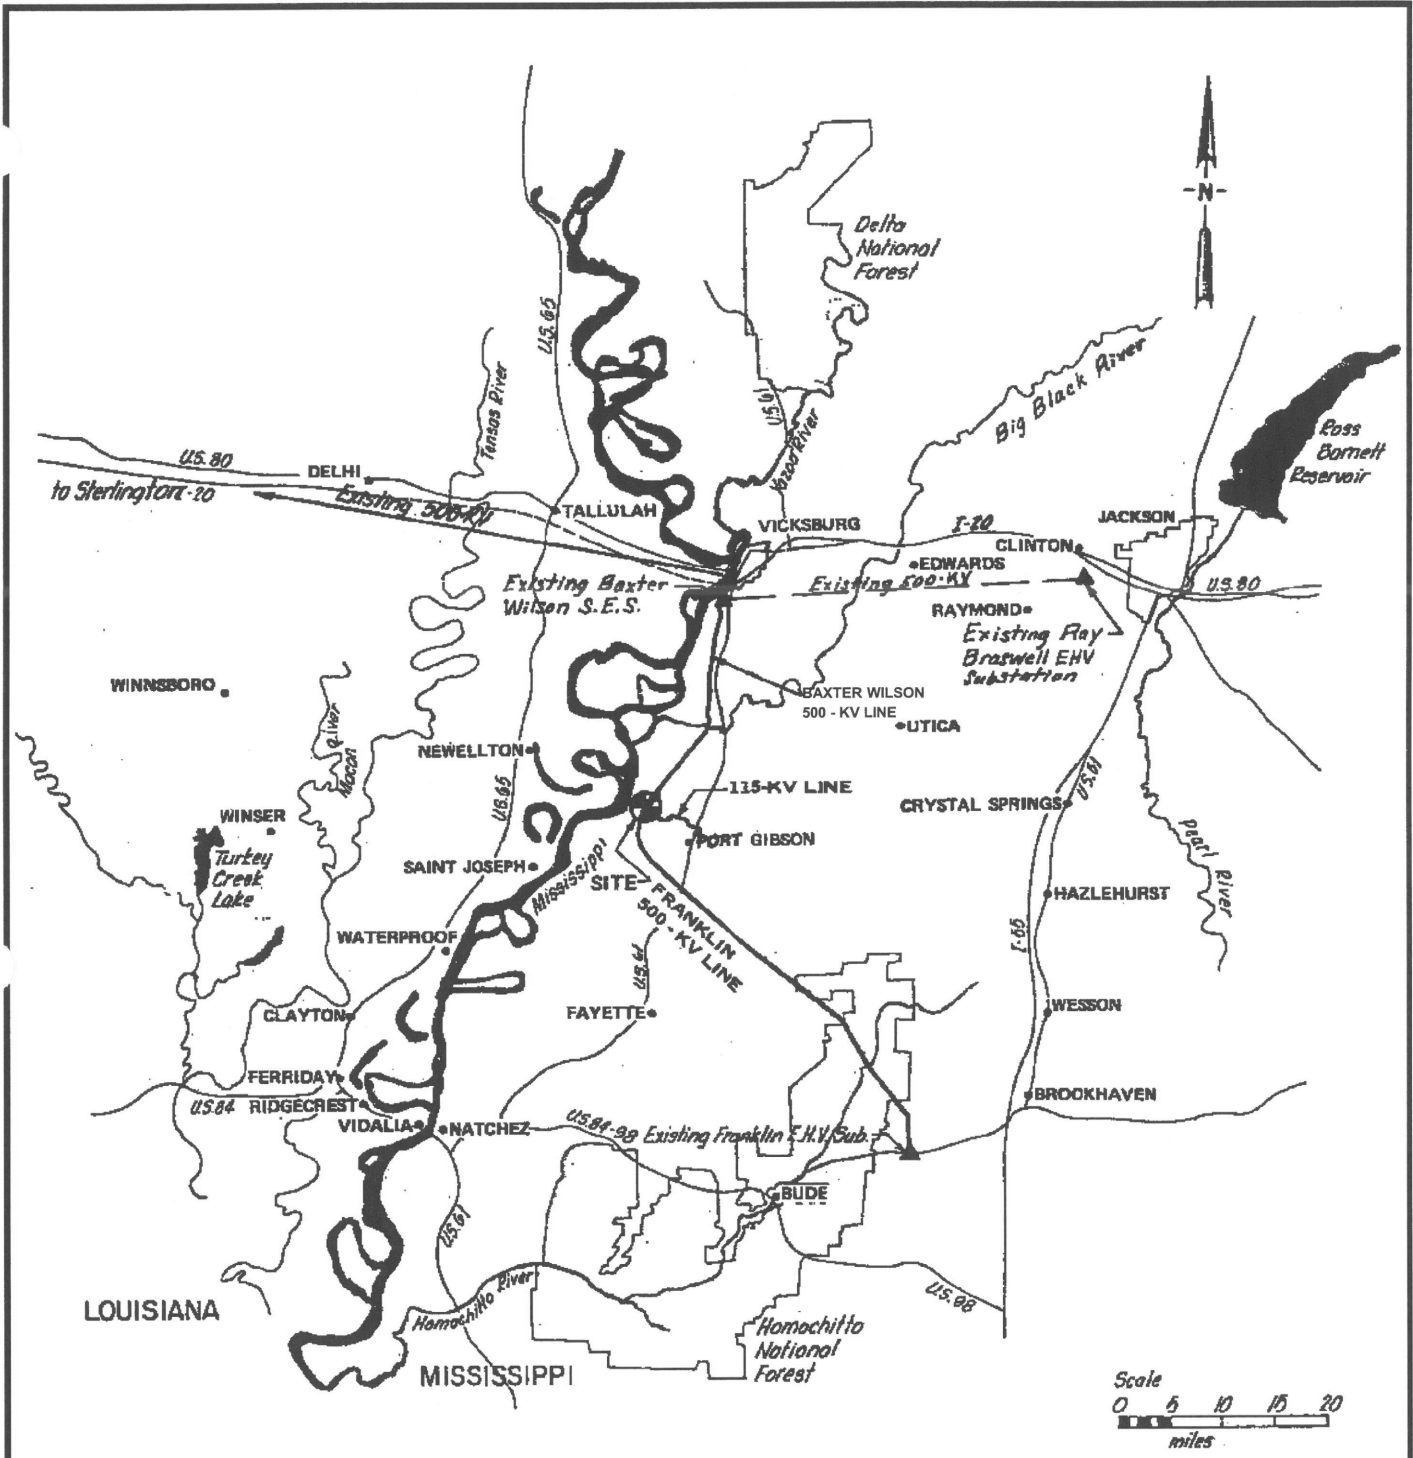 -N-
Delta
National
Forest
U.S.65
Tensas River
U.S.61
Yazoo River
Big Black River
Ross
Barnett
Reservoir
U.S.80
DELHI
to Sterlington
I-20
Existing 500-KV
TALLULAH
VICKSBURG
I-20
JACKSON
CLINTON
EDWARDS
Existing Baxter
Wilson S.E.S.
Existing 500-KV
U.S.80
RAYMOND
Existing Ray
Braswell EHV
Substation
WINNSBORO
BAXTER WILSON
500 - KV LINE
UTICA
River
Macon
NEWELLTON
U.S.65
115-KV LINE
CRYSTAL SPRINGS
U.S.61
WINSER
Turkey
Creek
Lake
PORT GIBSON
Pearl
River
SAINT JOSEPH
Mississippi
SITE
FRANKLIN
500 - KV LINE
HAZLEHURST
I-55
WATERPROOF
U.S.61
CLAYTON
FAYETTE
WESSON
FERRIDAY
U.S.84
RIDGECREST
BROOKHAVEN
VIDALIA
NATCHEZ
U.S.84-98
Existing Franklin E.H.V. Sub.
BUDE
U.S.61
U.S.98
Homochitto River
LOUISIANA
MISSISSIPPI
Homochitto
National
Forest
Scale
0 5 10 15 20
miles